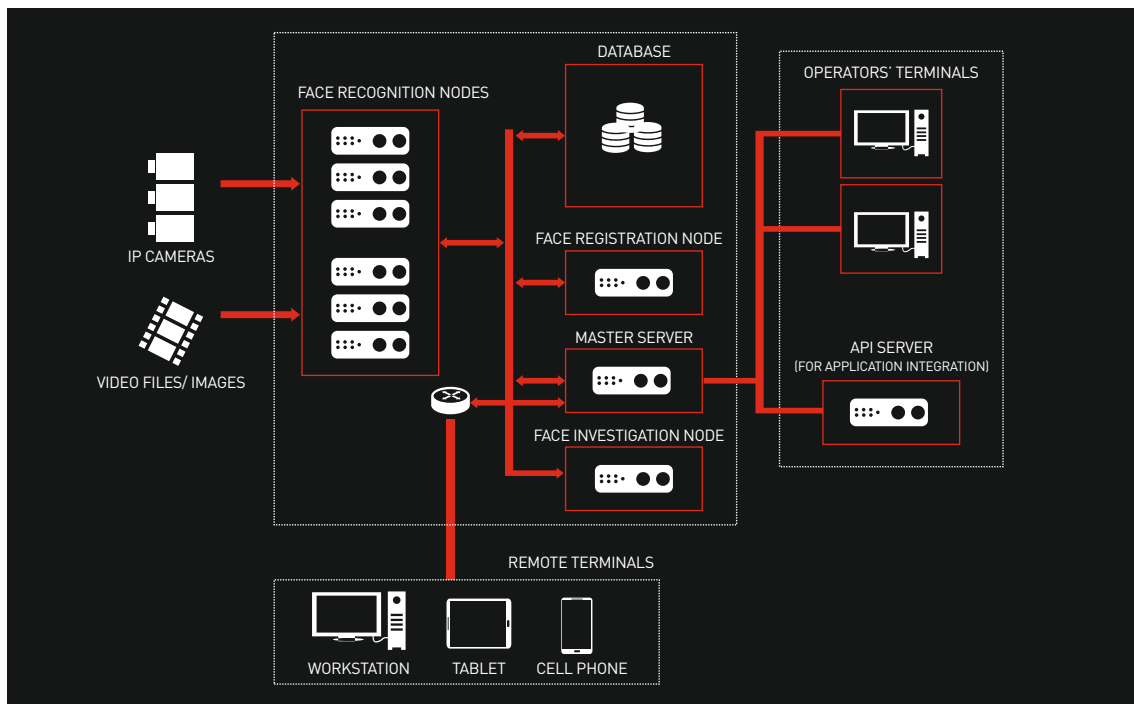 DATABASE
OPERATORS' TERMINALS
FACE RECOGNITION NODES
FACE REGISTRATION NODE
IP CAMERAS
MASTER SERVER
API SERVER
(FOR APPLICATION INTEGRATION)
VIDEO FILES/ IMAGES
FACE INVESTIGATION NODE
REMOTE TERMINALS
WORKSTATION
TABLET
CELL PHONE